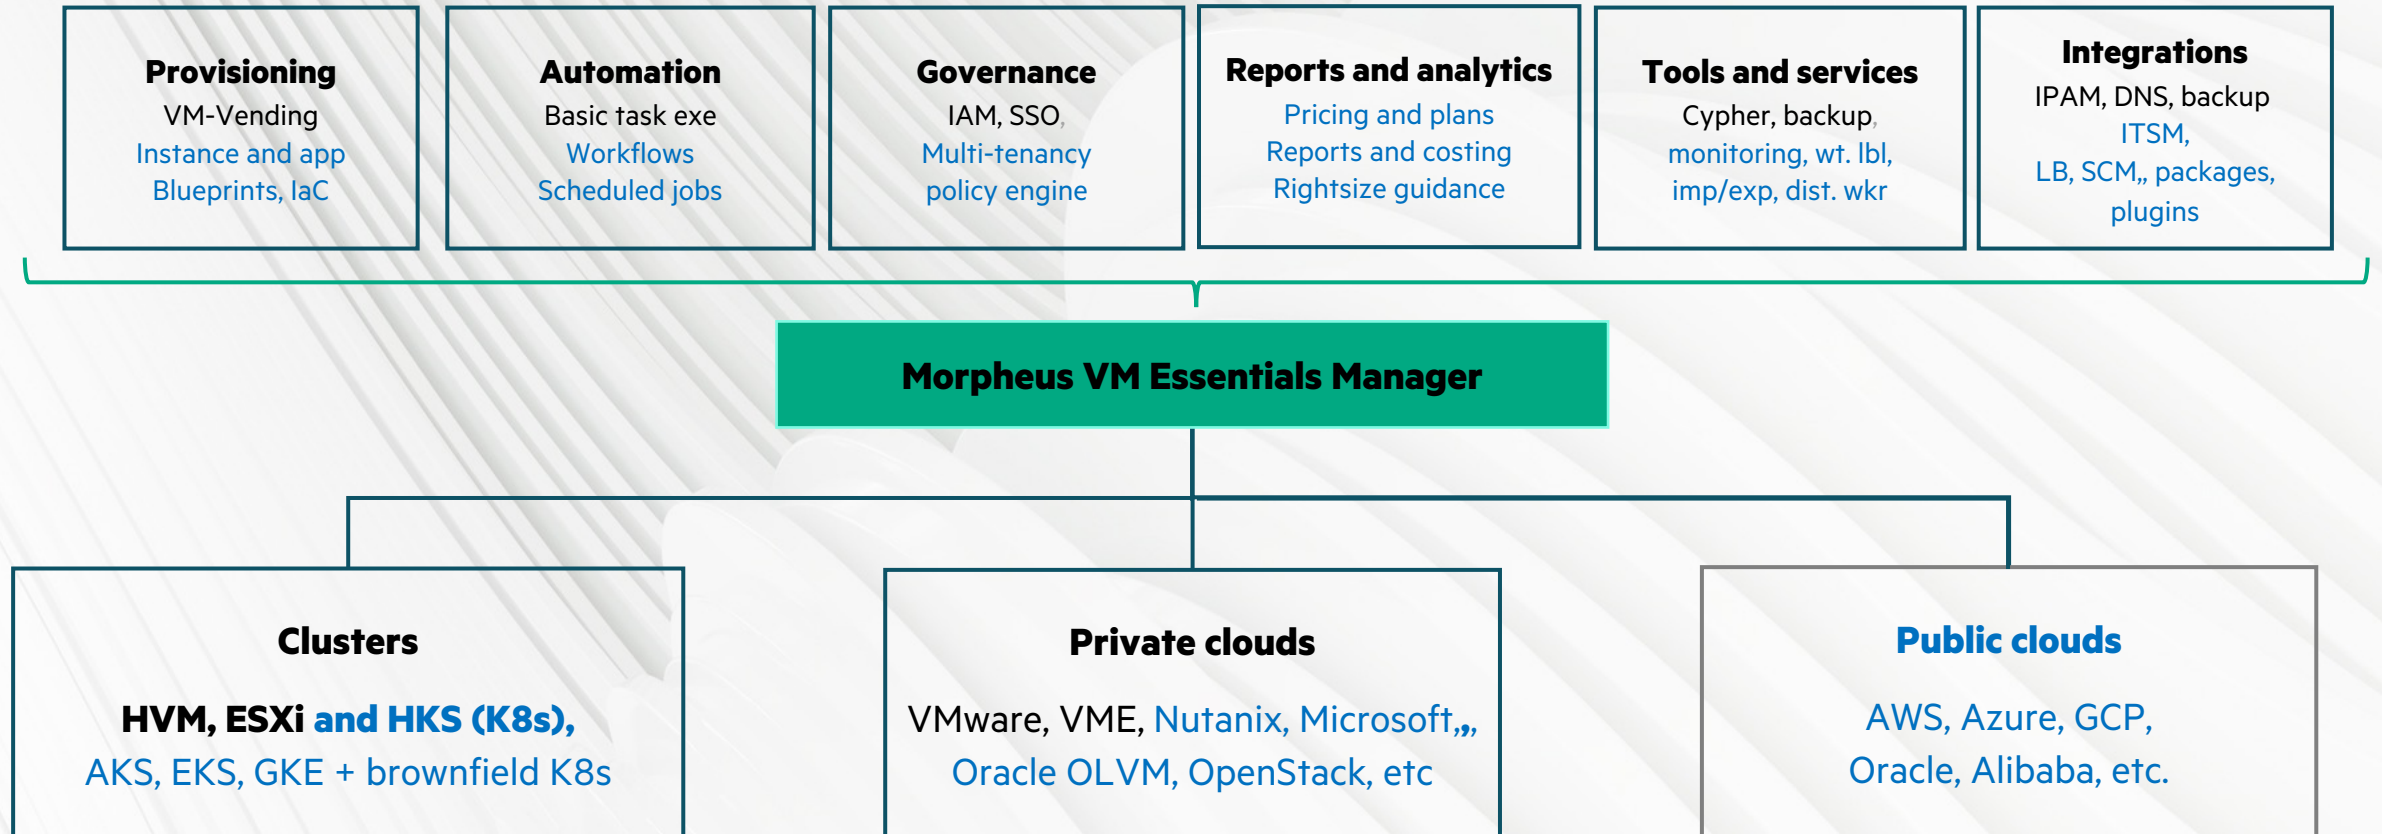 Provisioning
VM-Vending
Instance and app
Blueprints, IaC
Automation
Basic task exe
Workflows
Scheduled jobs
Governance
IAM, SSO,
Multi-tenancy
policy engine
Reports and analytics
Pricing and plans
Reports and costing
Rightsize guidance
Tools and services
Cypher, backup,
monitoring, wt. lbl,
imp/exp, dist. wkr
Integrations
IPAM, DNS, backup
ITSM,
LB, SCM,, packages,
plugins
Morpheus VM Essentials Manager
Clusters
HVM, ESXi and HKS (K8s),
AKS, EKS, GKE + brownfield K8s
Private clouds
VMware, VME, Nutanix, Microsoft,,,
Oracle OLVM, OpenStack, etc
Public clouds
AWS, Azure, GCP,
Oracle, Alibaba, etc.